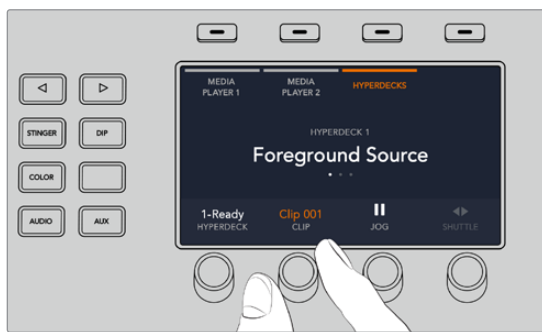 MEDIA
PLAYER 1
MEDIA
PLAYER 2
HYPERDECKS
HYPERDECK 1
Foreground Source
1-Ready
HYPERDECK
Clip 001
CLIP
JOG
SHUTTLE
STINGER
DIP
COLOR
AUDIO
AUX